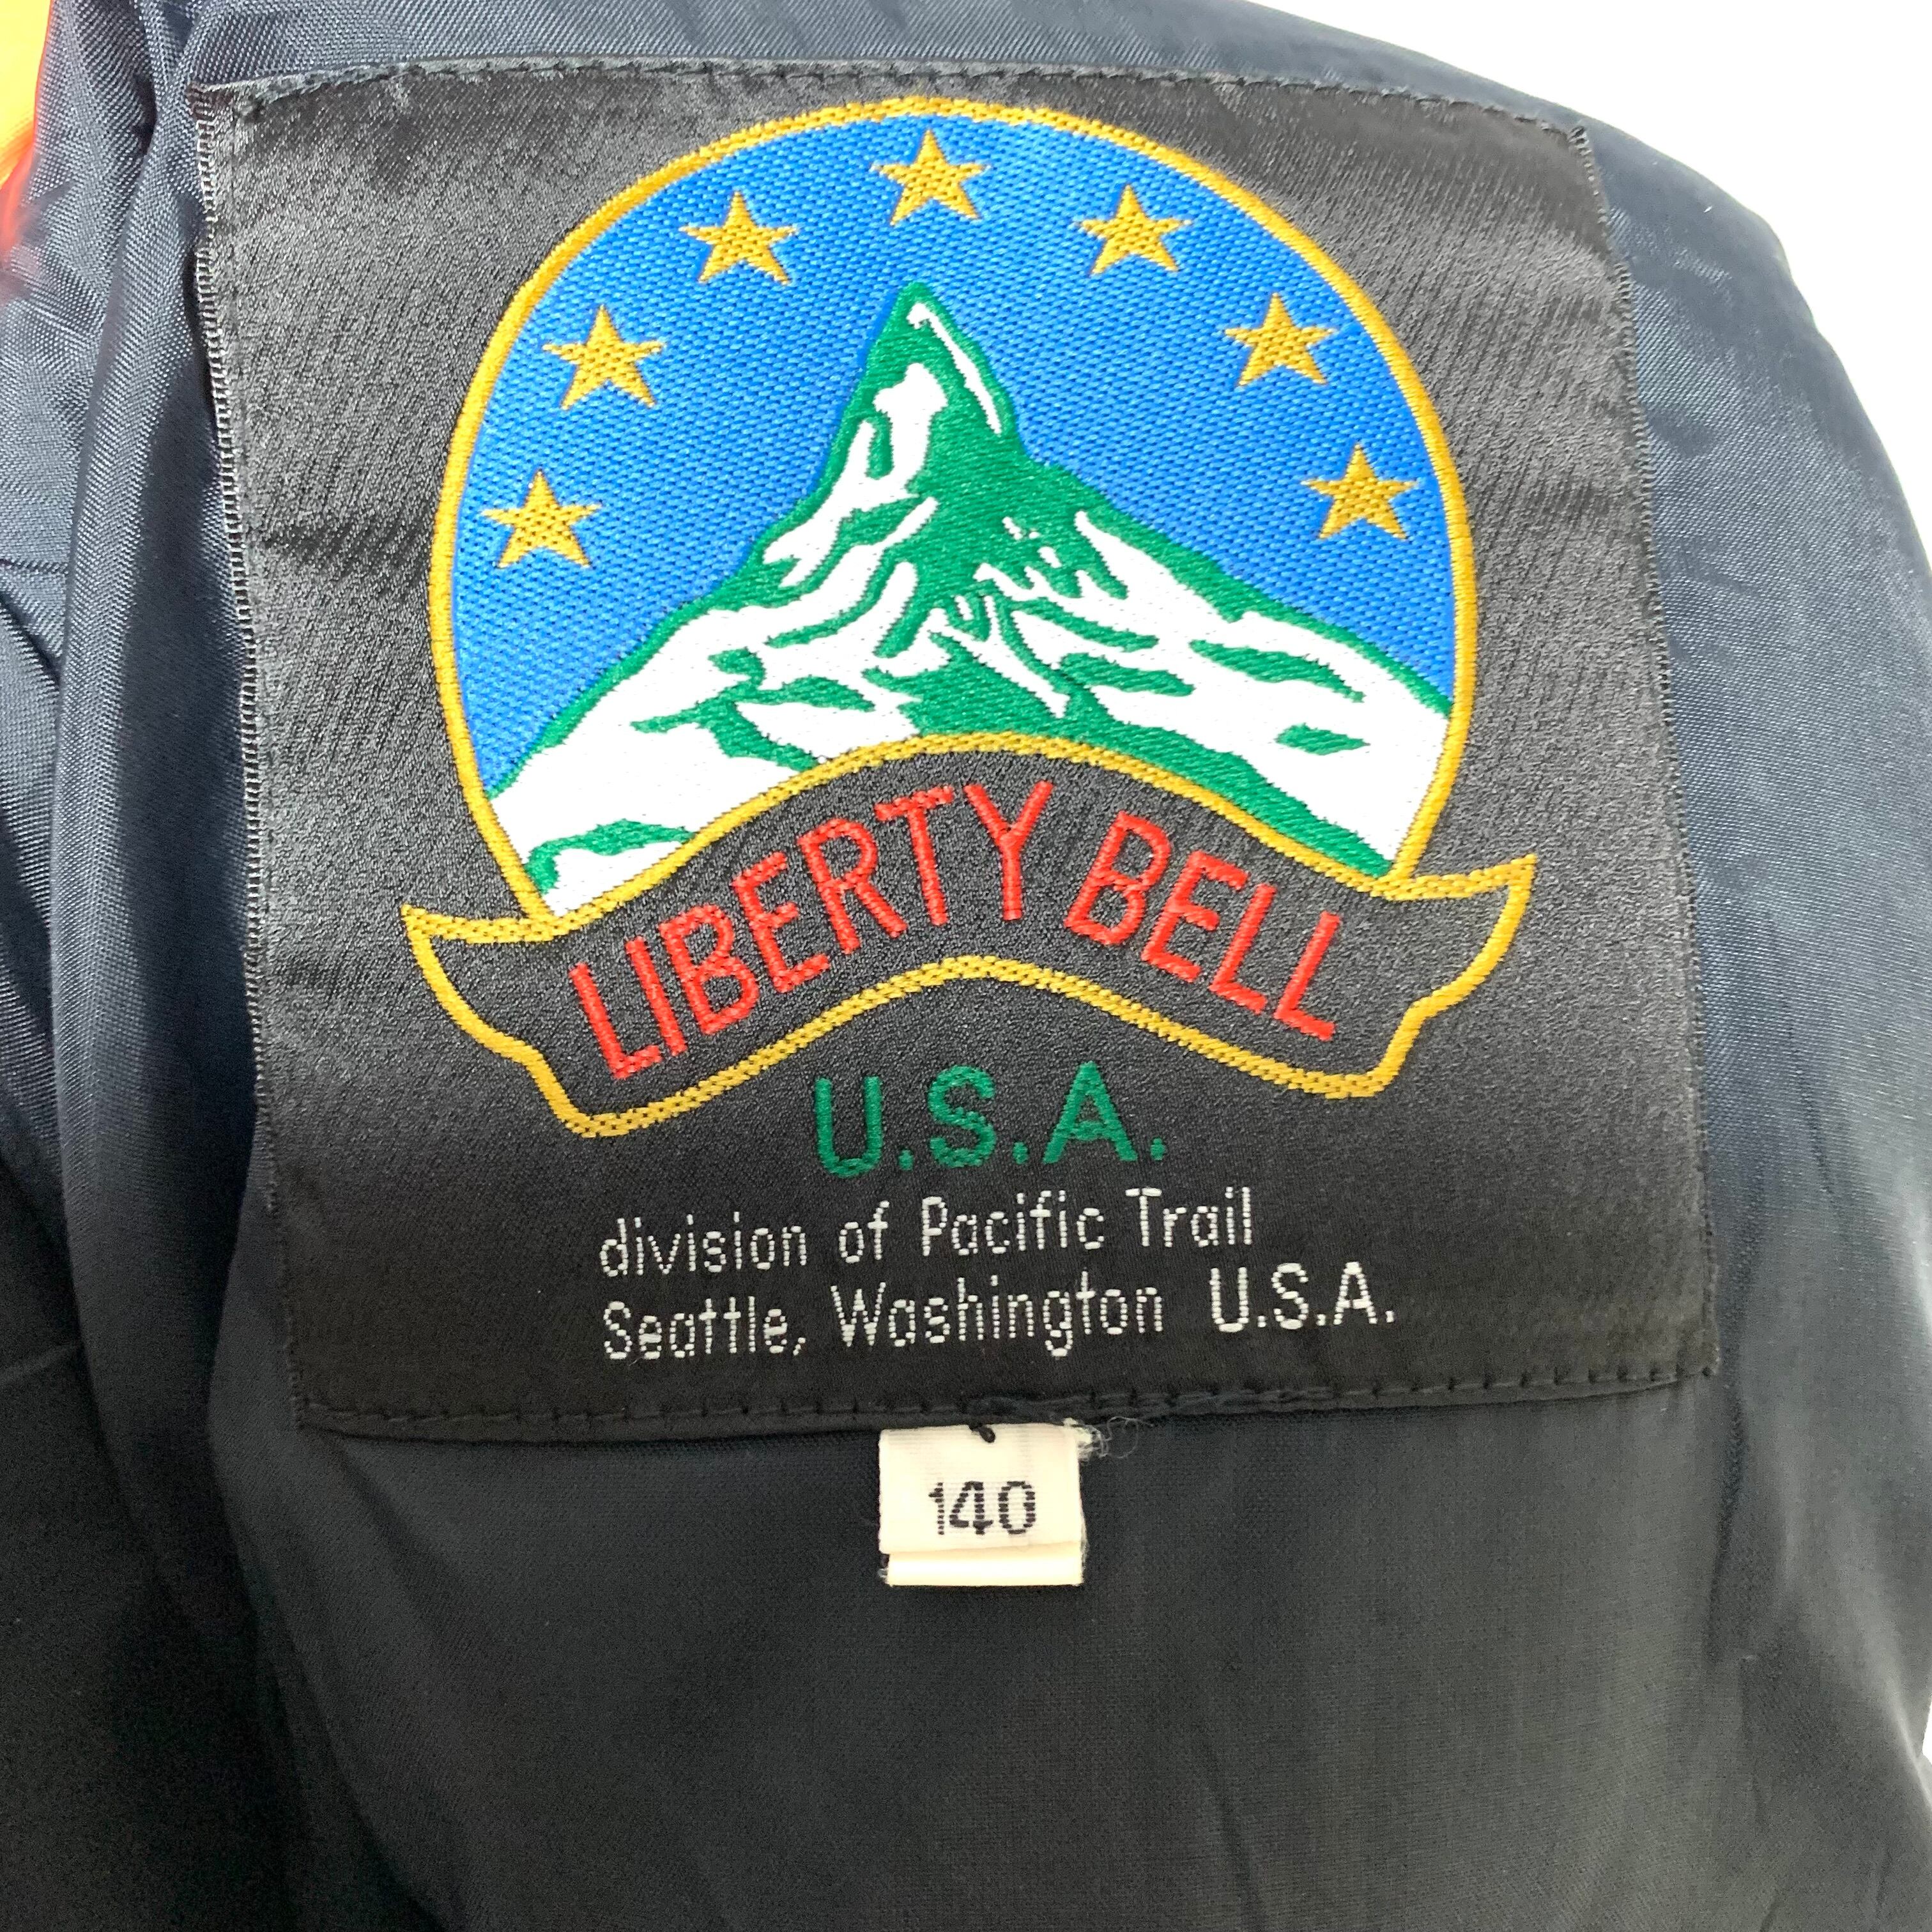 LIBERTY BELL
U.S.A.
division of Pacific Trail
Seattle, Washington U.S.A.
140